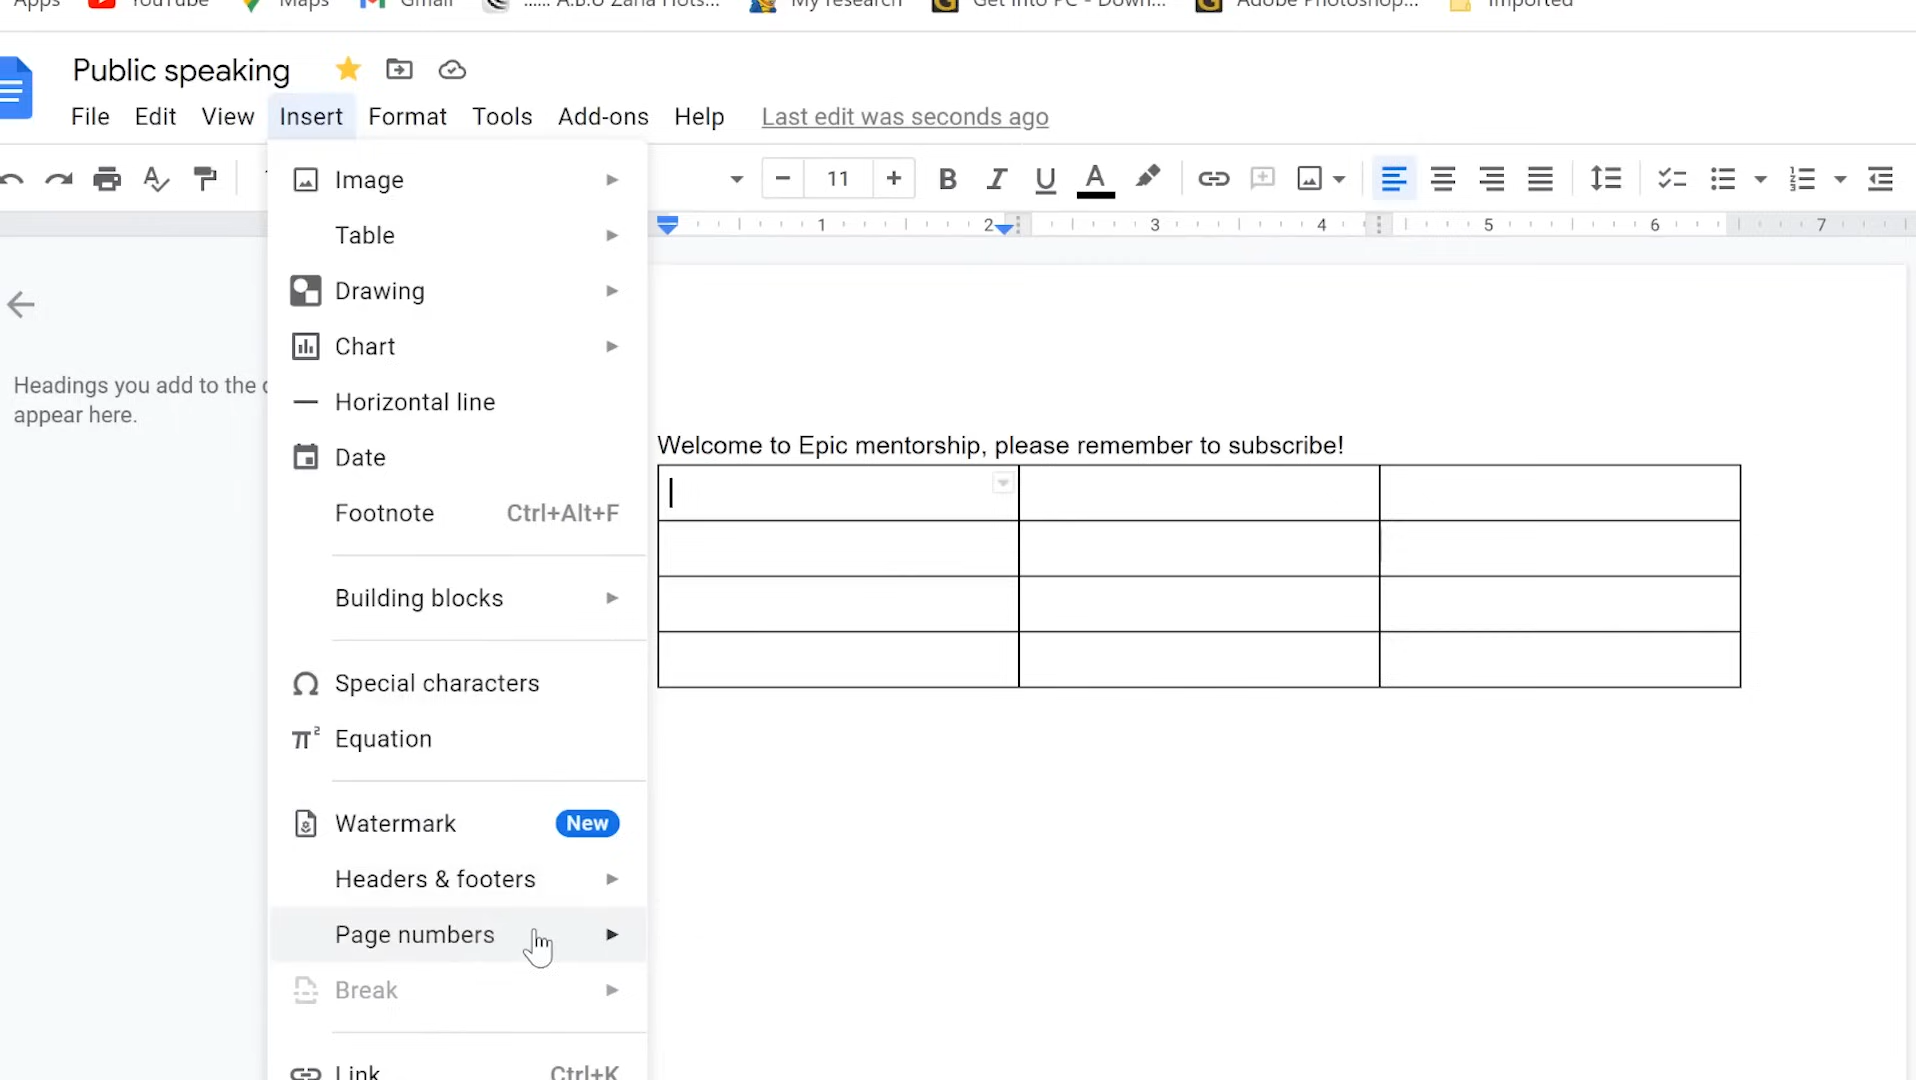 Apps YouTube Maps Gmail ...... A.B.U Zaria Hots... My research Get Into PC - Down... Adobe Photoshop... Imported
Public speaking
File Edit View Insert Format Tools Add-ons Help Last edit was seconds ago
11
Image
Table
Drawing
Chart
Horizontal line
Date
Footnote Ctrl+Alt+F
Building blocks
Special characters
Equation
Watermark New
Headers & footers
Page numbers
Break
Link Ctrl+K
1 2 3 4 5 6 7
Headings you add to the
appear here.
Welcome to Epic mentorship, please remember to subscribe!